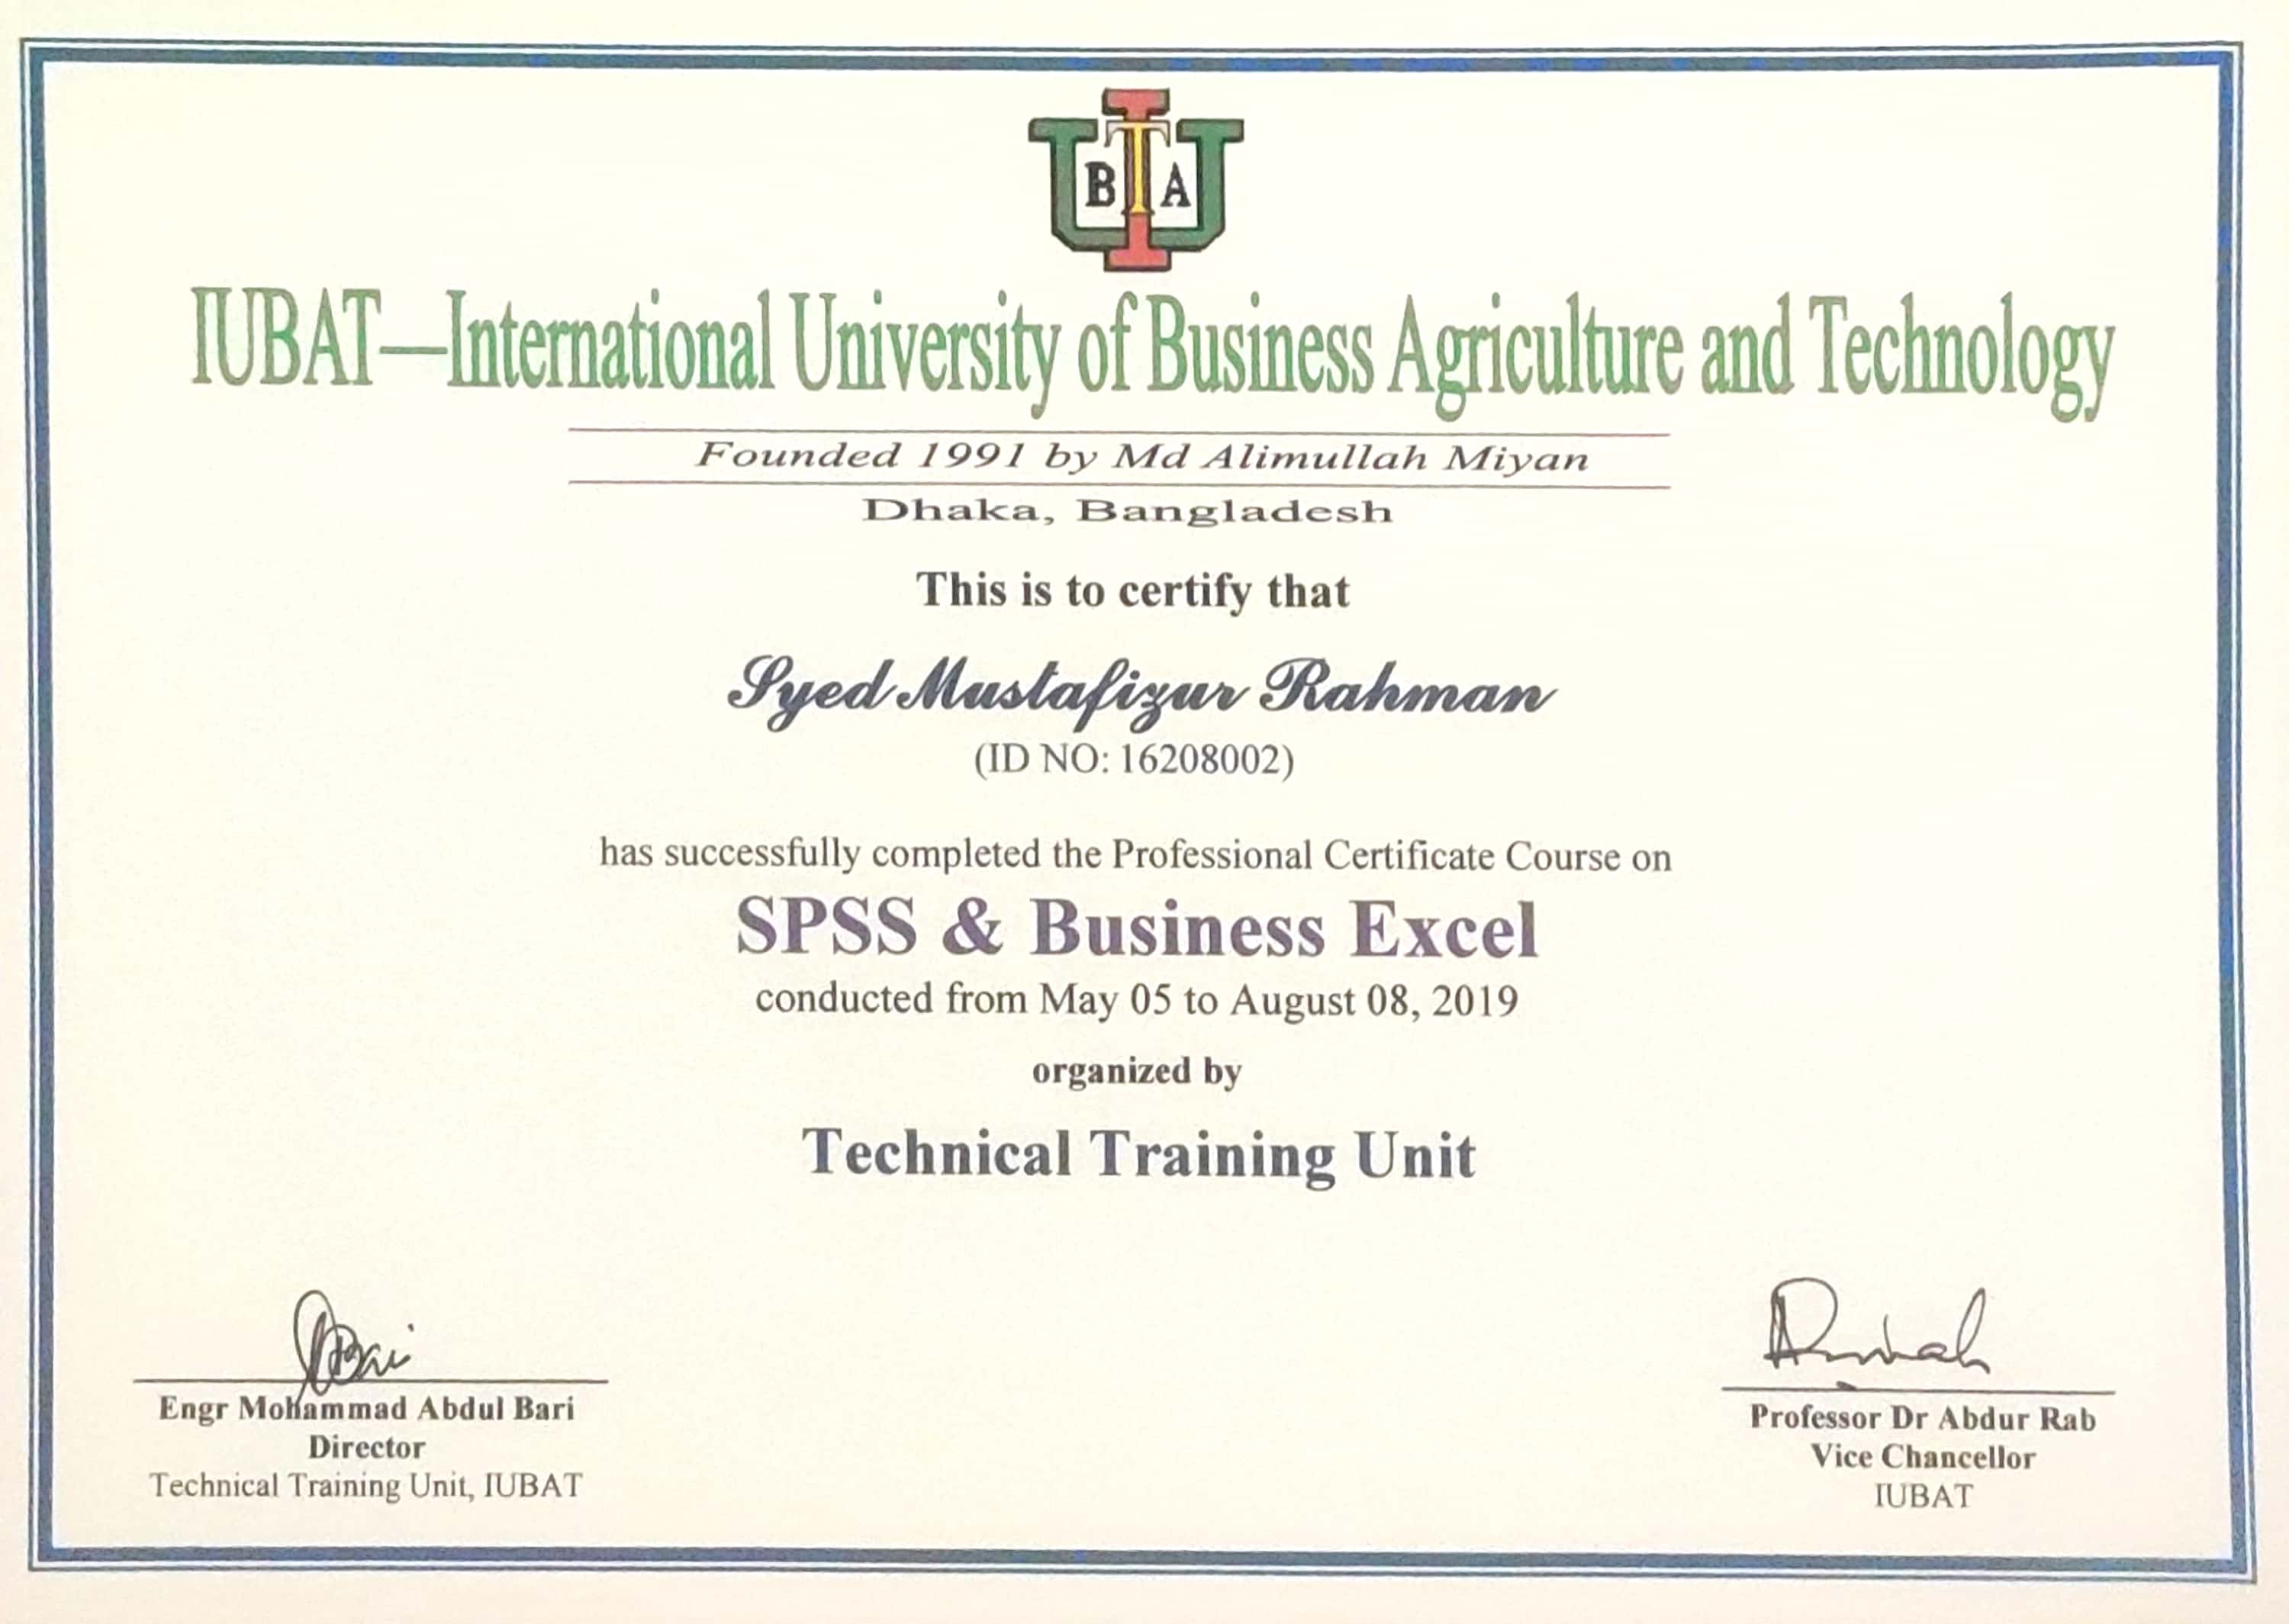 IUBAT
IUBAT—International University of Business Agriculture and Technology
Founded 1991 by Md Alimullah Miyan
Dhaka, Bangladesh
This is to certify that
Syed Mustafizur Rahman
(ID NO: 16208002)
has successfully completed the Professional Certificate Course on
SPSS & Business Excel
conducted from May 05 to August 08, 2019
organized by
Technical Training Unit
Engr Mohammad Abdul Bari
Director
Technical Training Unit, IUBAT
Professor Dr Abdur Rab
Vice Chancellor
IUBAT